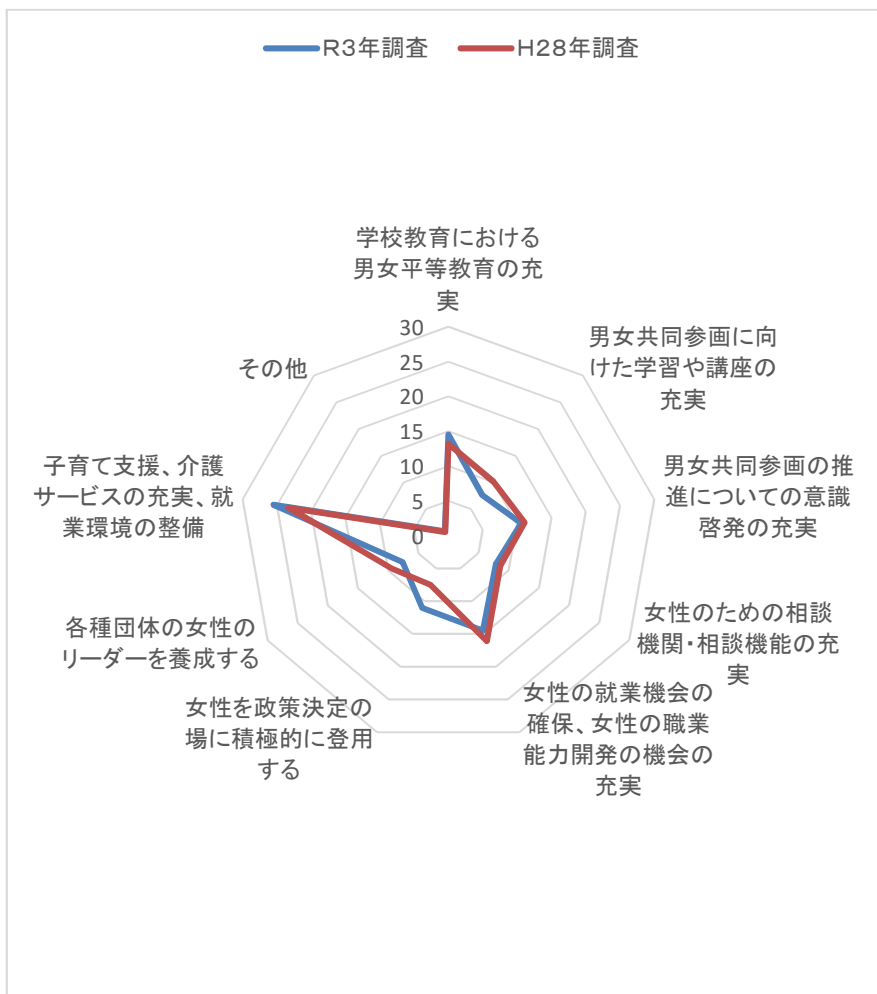 R3年調査
H28年調査
学校教育における
男女平等教育の充
実
男女共同参画に向
けた学習や講座の
充実
男女共同参画の推
進についての意識
啓発の充実
女性のための相談
機関・相談機能の充
実
女性の就業機会の
確保、女性の職業
能力開発の機会の
充実
女性を政策決定の
場に積極的に登用
する
各種団体の女性の
リーダーを養成する
子育て支援、介護
サービスの充実、就
業環境の整備
その他
30
25
20
15
10
5
0